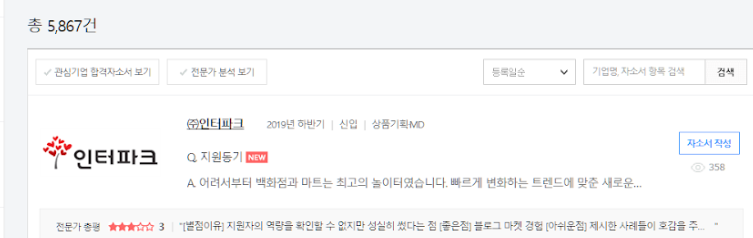 총 5,867건
관심기업 합격자소서 보기 전문가 분석 보기 등록일순 기업명, 자소서 항목 검색 검색
㈜인터파크 2019년 하반기 | 신입 | 상품기획·MD
인터파크
자소서 작성
Q. 지원동기 NEW
358
A. 어려서부터 백화점과 마트는 최고의 놀이터였습니다. 빠르게 변화하는 트렌드에 맞춘 새로운...
전문가 총평 ★★★☆☆ 3 | "[별점이유] 지원자의 역량을 확인할 수 없지만 성실히 썼다는 점 [좋은점] 블로그 마켓 경험 [아쉬운점] 제시한 사례들이 호감을 주... "